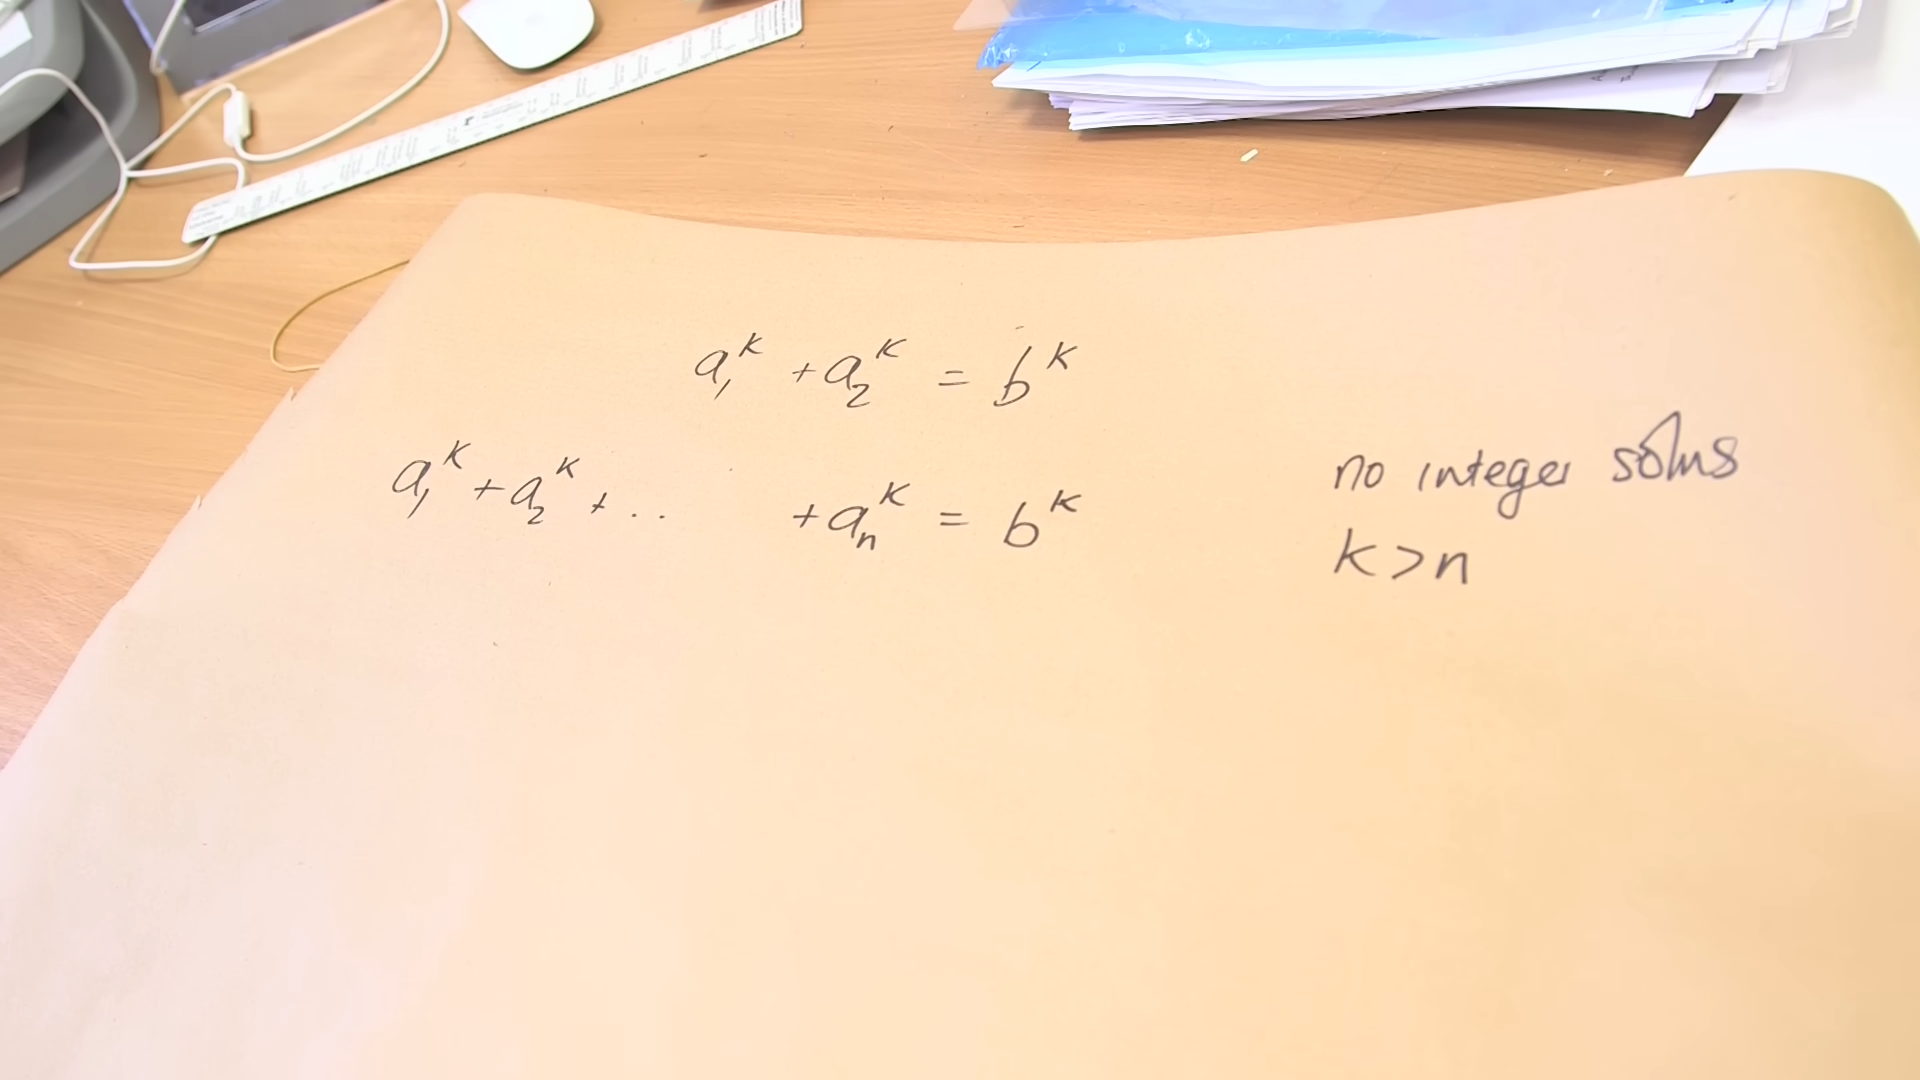 a₁ᵏ + a₂ᵏ = bᵏ
a₁ᵏ + a₂ᵏ + .. + aₙᵏ = bᵏ
no integer solns
k > n